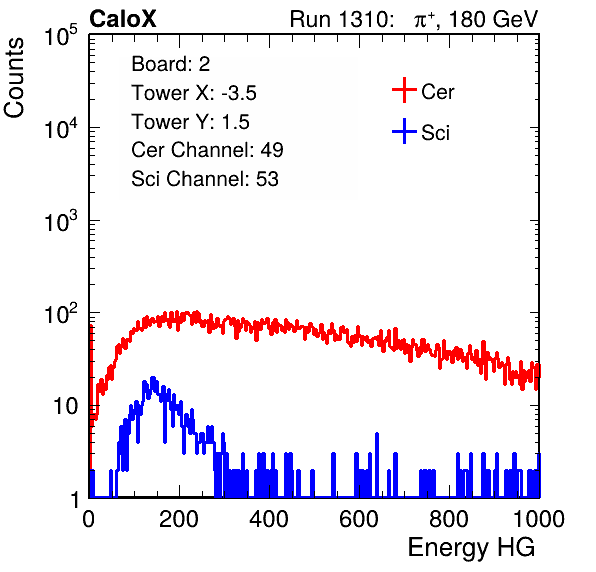 CaloX Run 1310: π⁺, 180 GeV
Board: 2
Tower X: -3.5
Tower Y: 1.5
Cer Channel: 49
Sci Channel: 53
Cer
Sci
Counts
10⁵
10⁴
10³
10²
10
1
0 200 400 600 800 1000
Energy HG